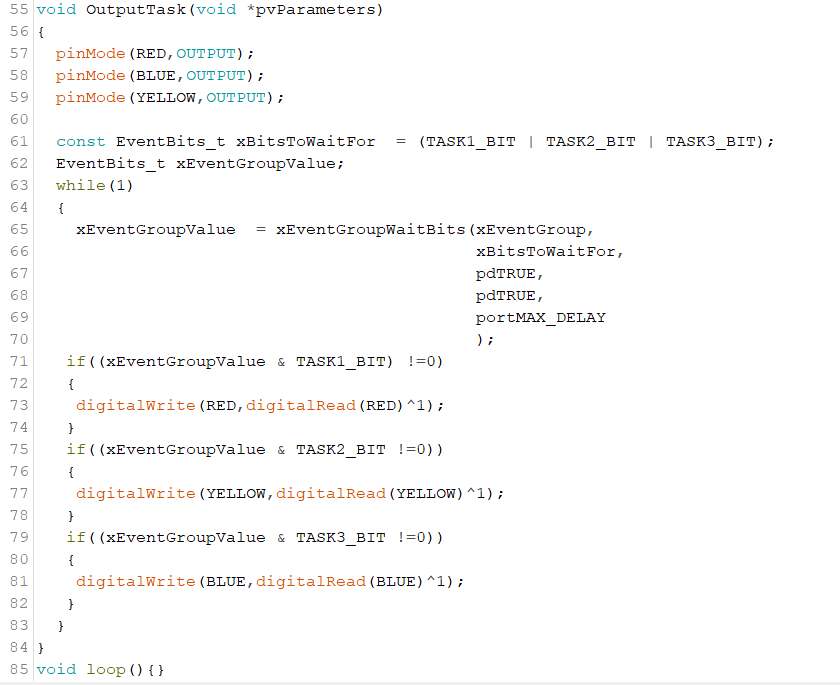 55 void OutputTask(void *pvParameters)
56 {
57   pinMode(RED,OUTPUT);
58   pinMode(BLUE,OUTPUT);
59   pinMode(YELLOW,OUTPUT);
60
61   const EventBits_t xBitsToWaitFor  = (TASK1_BIT | TASK2_BIT | TASK3_BIT);
62   EventBits_t xEventGroupValue;
63   while(1)
64   {
65     xEventGroupValue  = xEventGroupWaitBits(xEventGroup,
66                                             xBitsToWaitFor,
67                                             pdTRUE,
68                                             pdTRUE,
69                                             portMAX_DELAY
70                                             );
71    if((xEventGroupValue & TASK1_BIT) !=0)
72    {
73     digitalWrite(RED,digitalRead(RED)^1);
74    }
75    if((xEventGroupValue & TASK2_BIT !=0))
76    {
77     digitalWrite(YELLOW,digitalRead(YELLOW)^1);
78    }
79    if((xEventGroupValue & TASK3_BIT !=0))
80    {
81     digitalWrite(BLUE,digitalRead(BLUE)^1);
82    }
83   }
84 }
85 void loop(){}